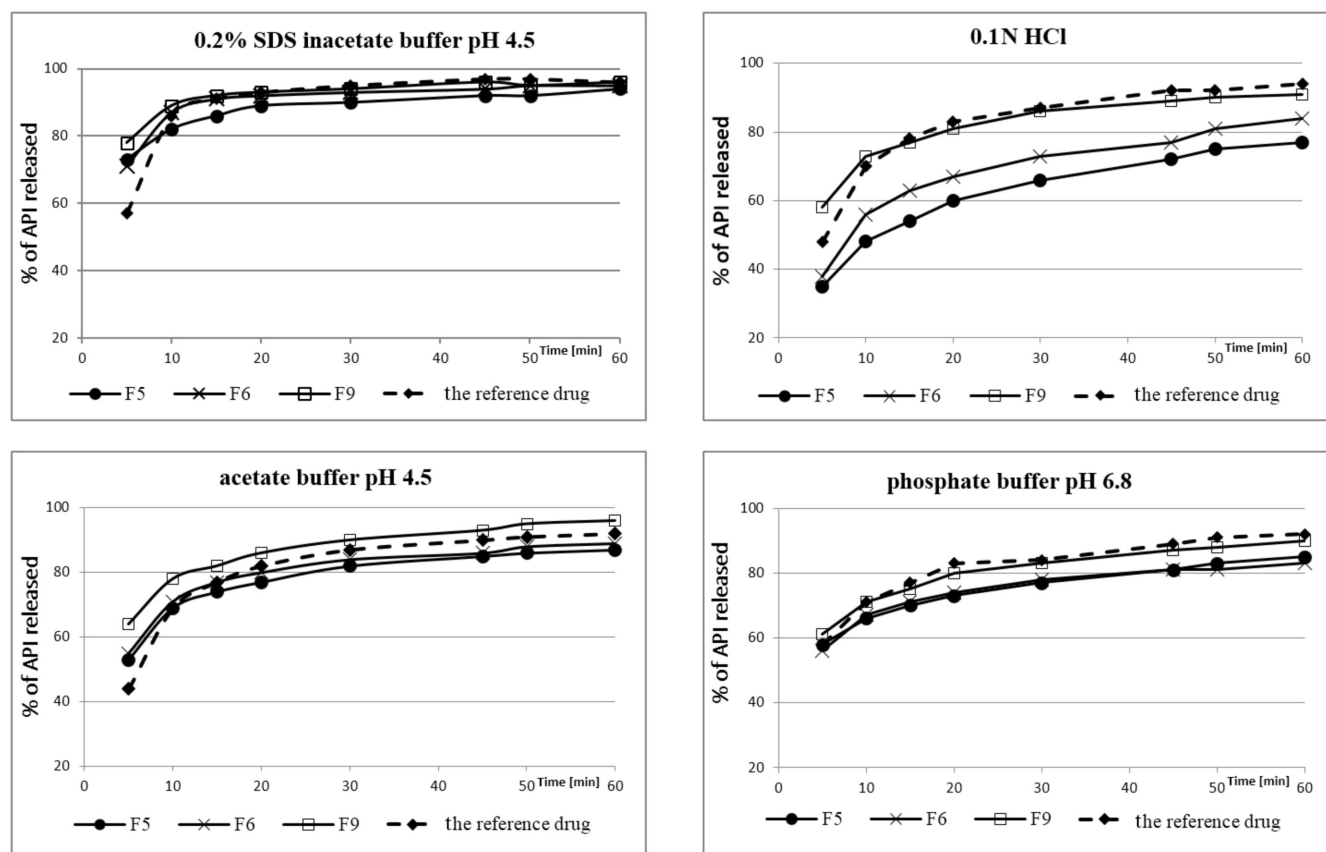 0.2% SDS inacetate buffer pH 4.5
% of API released
100
80
60
40
20
0 10 20 30 40 50 60
Time [min]
F5 F6 F9 the reference drug
0.1N HCl
% of API released
100
80
60
40
20
0 10 20 30 40 50 60
Time [min]
F5 F6 F9 the reference drug
acetate buffer pH 4.5
% of API released
100
80
60
40
20
0 10 20 30 40 50 60
Time [min]
F5 F6 F9 the reference drug
phosphate buffer pH 6.8
% of API released
100
80
60
40
20
0 10 20 30 40 50 60
Time [min]
F5 F6 F9 the reference drug